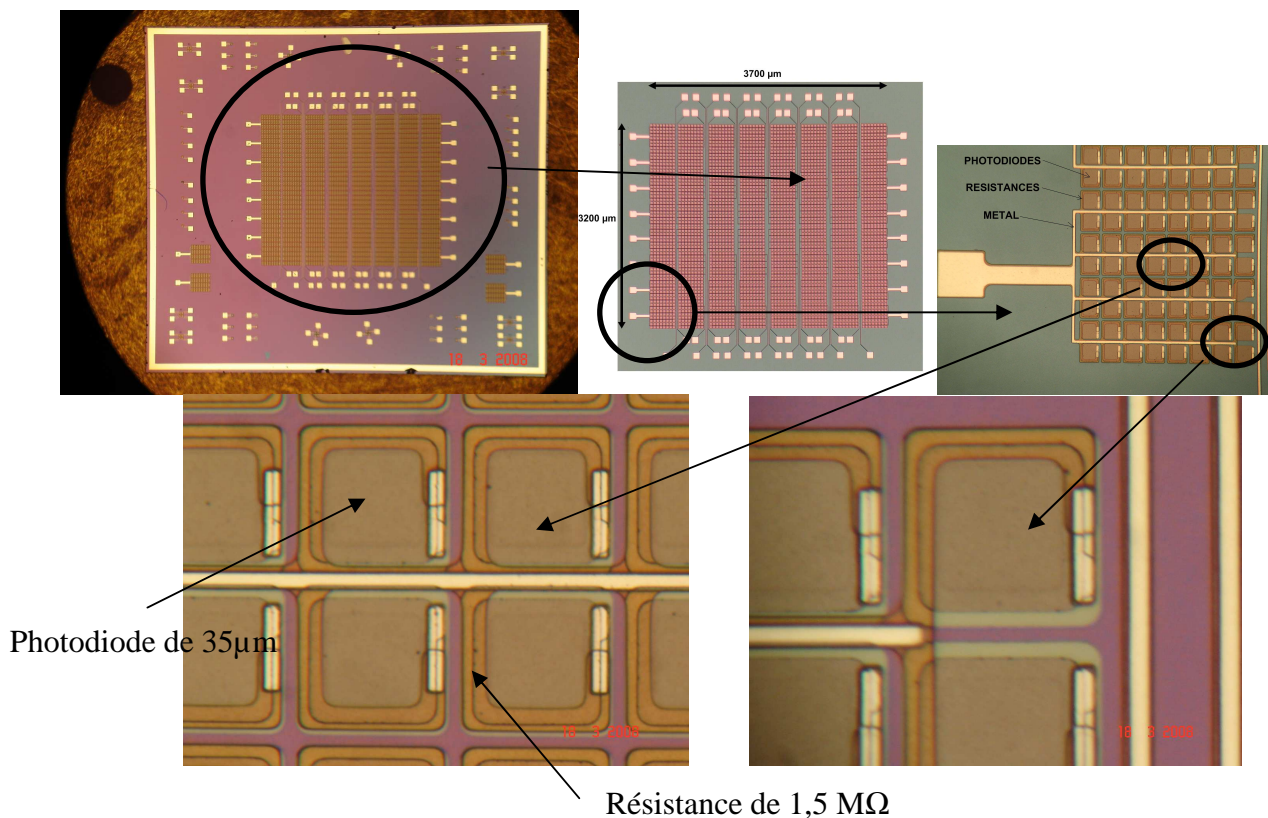 3700 µm
3200 µm
PHOTODIODES
RESISTANCES
METAL
18 3 2008
Photodiode de 35µm
18 3 2008
18 3 2008
Résistance de 1,5 MΩ